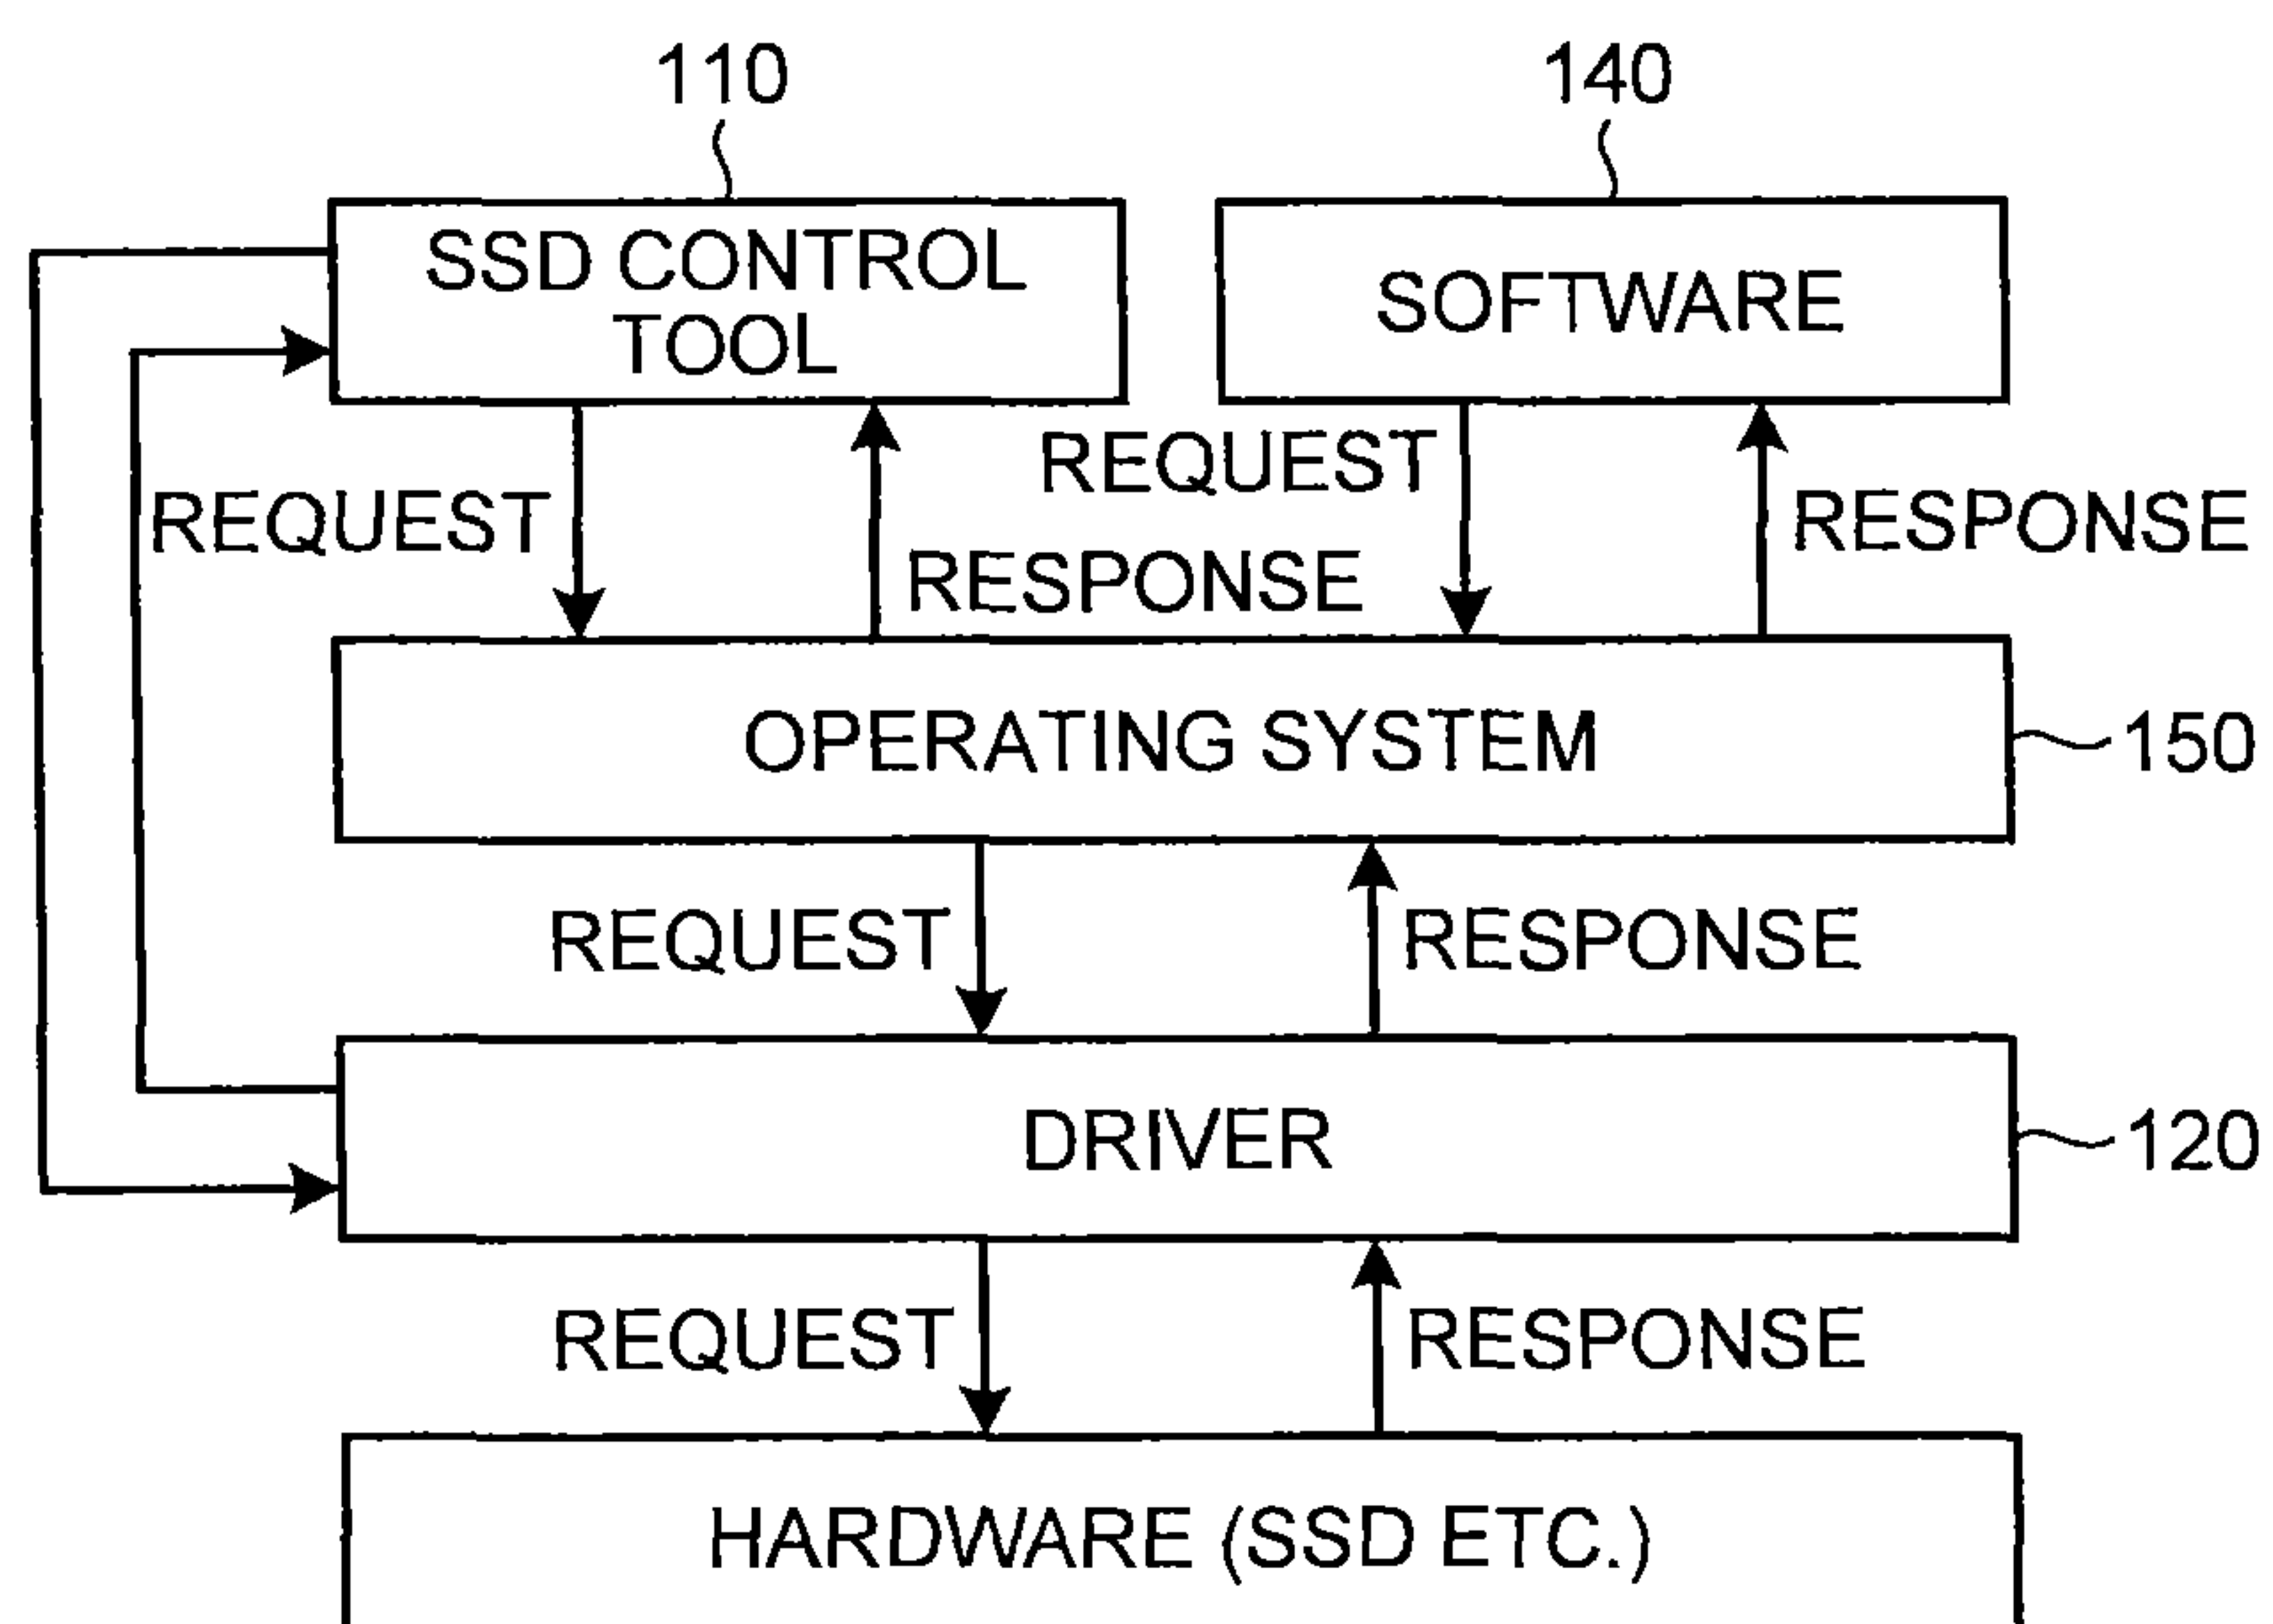 110
140
SSD CONTROL
TOOL
SOFTWARE
REQUEST
RESPONSE
REQUEST
RESPONSE
OPERATING SYSTEM
150
REQUEST
RESPONSE
DRIVER
120
REQUEST
RESPONSE
HARDWARE (SSD ETC.)